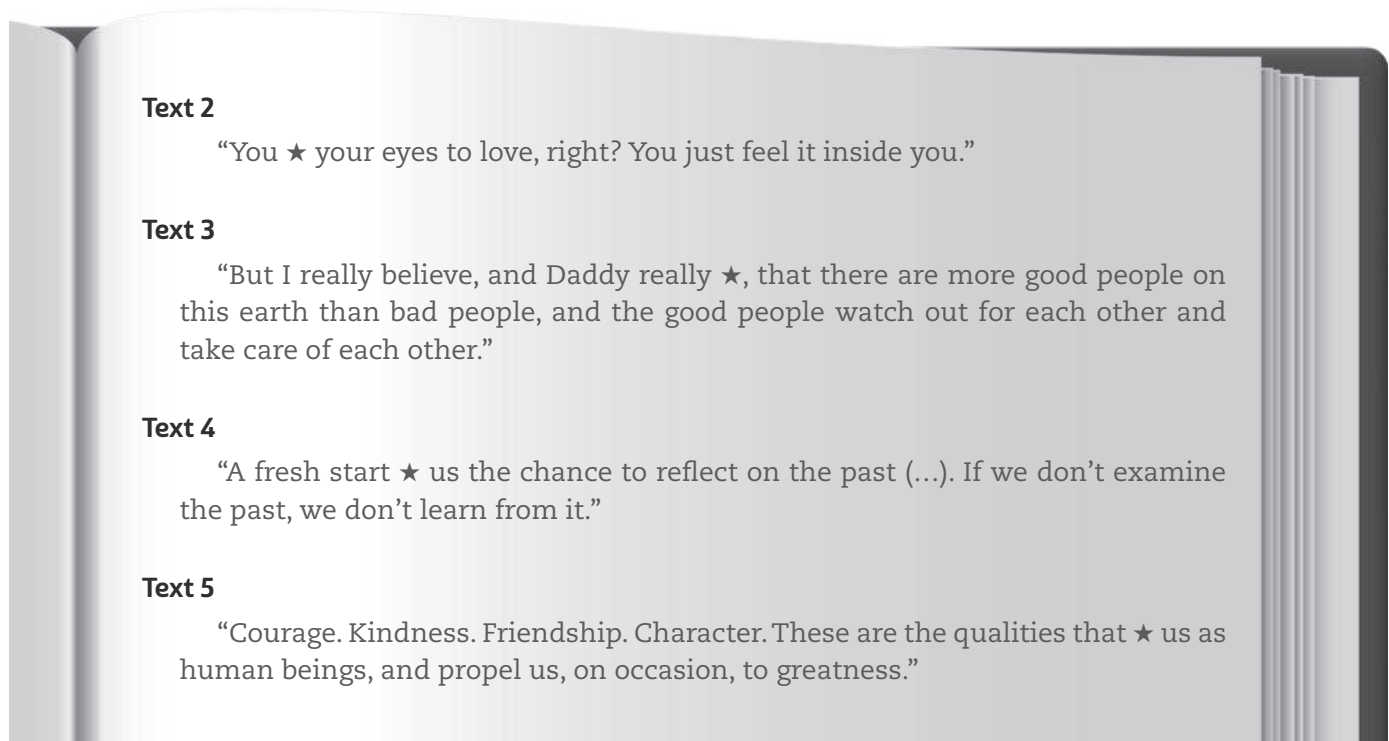 Text 2
“You ★ your eyes to love, right? You just feel it inside you.”
Text 3
“But I really believe, and Daddy really ★, that there are more good people on
this earth than bad people, and the good people watch out for each other and
take care of each other.”
Text 4
“A fresh start ★ us the chance to reflect on the past (…). If we don’t examine
the past, we don’t learn from it.”
Text 5
“Courage. Kindness. Friendship. Character. These are the qualities that ★ us as
human beings, and propel us, on occasion, to greatness.”